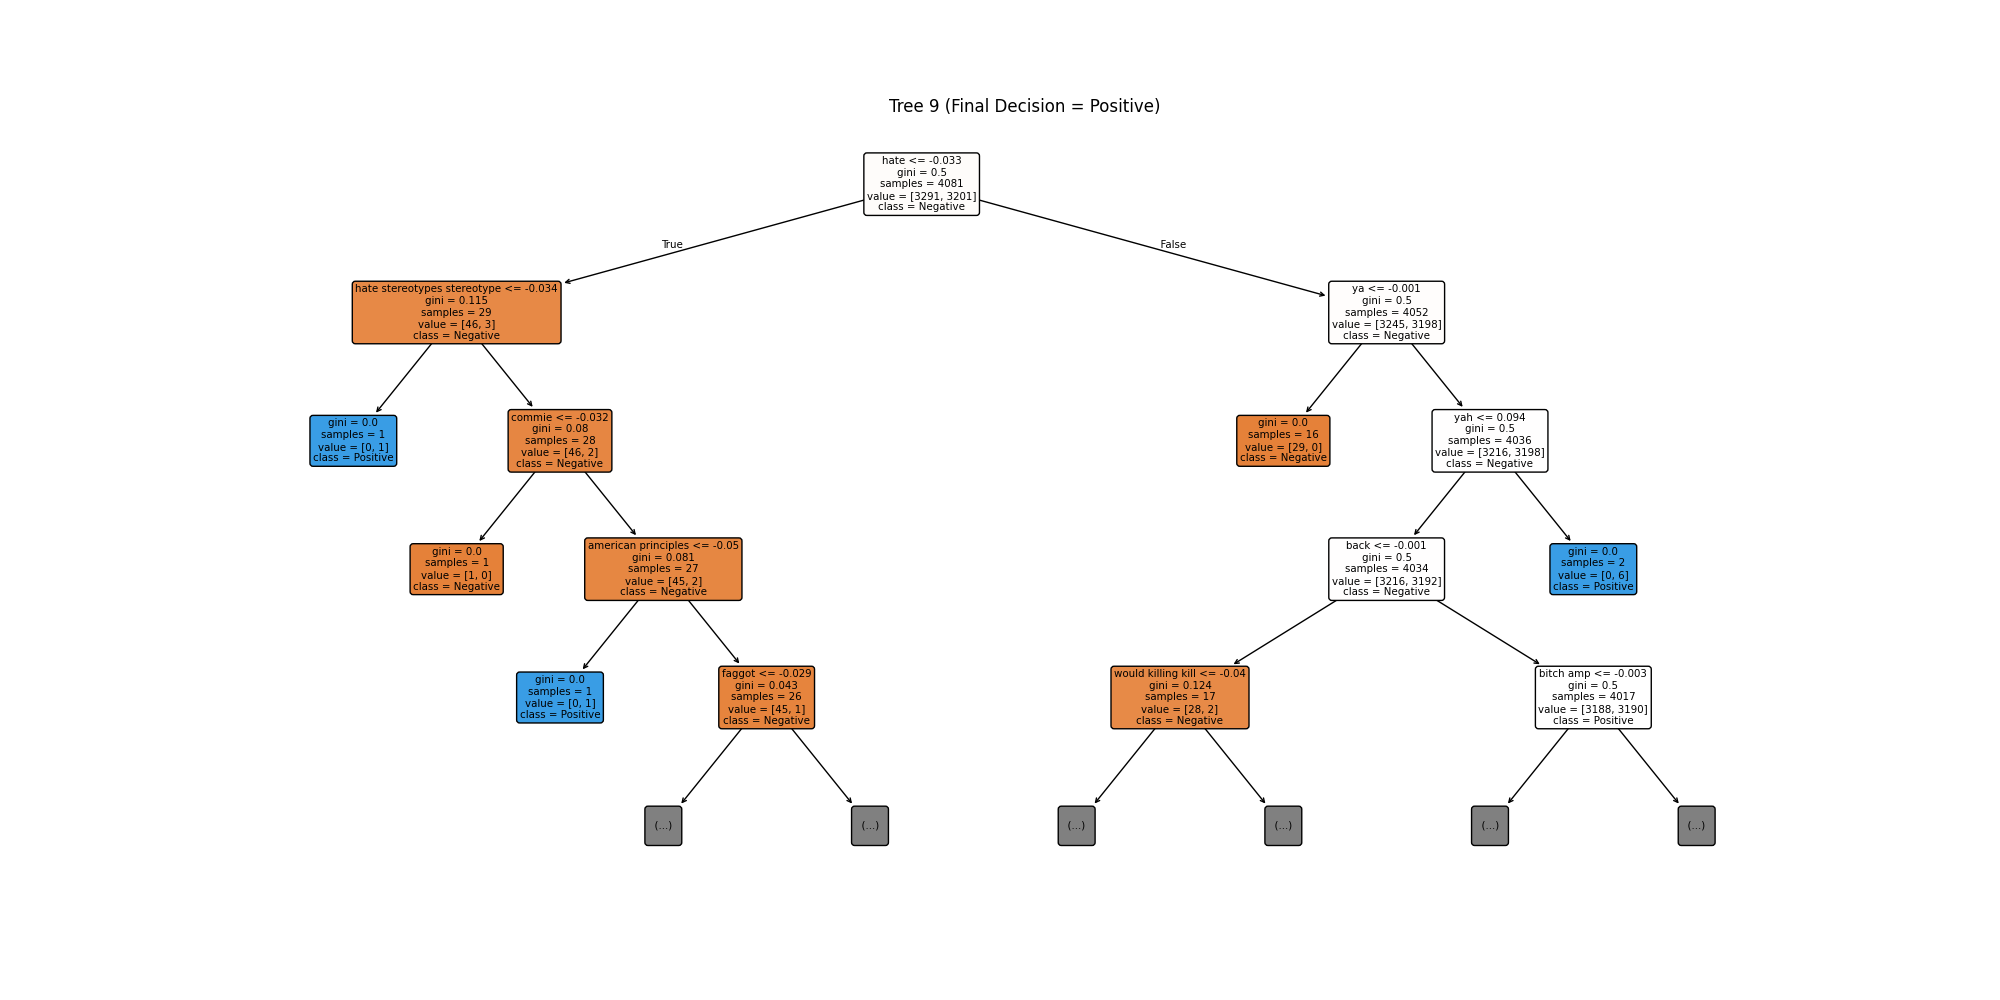 Tree 9 (Final Decision = Positive)
hate <= -0.033
gini = 0.5
samples = 4081
value = [3291, 3201]
class = Negative
True
False
hate stereotypes stereotype <= -0.034
gini = 0.115
samples = 29
value = [46, 3]
class = Negative
ya <= -0.001
gini = 0.5
samples = 4052
value = [3245, 3198]
class = Negative
gini = 0.0
samples = 1
value = [0, 1]
class = Positive
commie <= -0.032
gini = 0.08
samples = 28
value = [46, 2]
class = Negative
gini = 0.0
samples = 16
value = [29, 0]
class = Negative
yah <= 0.094
gini = 0.5
samples = 4036
value = [3216, 3198]
class = Negative
gini = 0.0
samples = 1
value = [1, 0]
class = Negative
american principles <= -0.05
gini = 0.081
samples = 27
value = [45, 2]
class = Negative
back <= -0.001
gini = 0.5
samples = 4034
value = [3216, 3192]
class = Negative
gini = 0.0
samples = 2
value = [0, 6]
class = Positive
gini = 0.0
samples = 1
value = [0, 1]
class = Positive
faggot <= -0.029
gini = 0.043
samples = 26
value = [45, 1]
class = Negative
would killing kill <= -0.04
gini = 0.124
samples = 17
value = [28, 2]
class = Negative
bitch amp <= -0.003
gini = 0.5
samples = 4017
value = [3188, 3190]
class = Positive
(...)
(...)
(...)
(...)
(...)
(...)